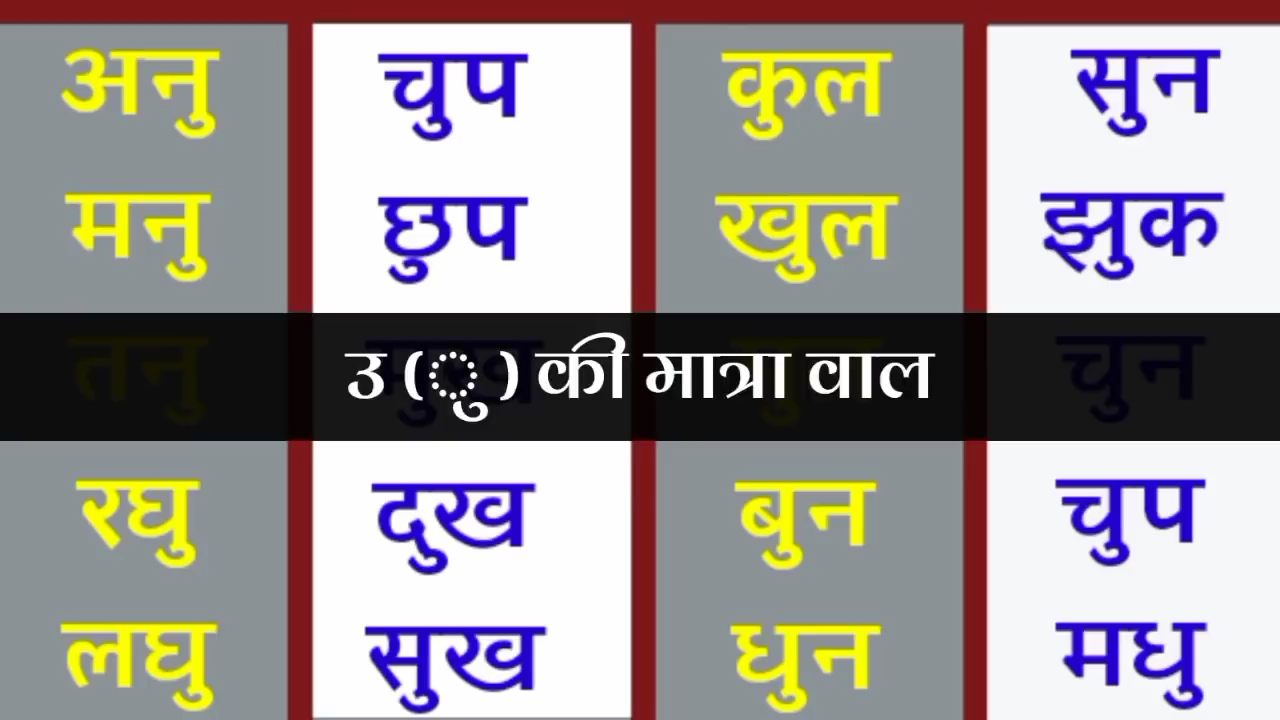 अनु चुप कुल सुन
मनु छुप खुल झुक
तनु मुख चुन
उ (ु) की मात्रा वाल
रघु दुख बुन चुप
लघु सुख धुन मधु